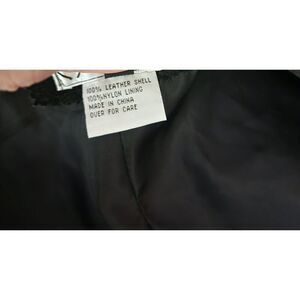 100% LEATHER SHELL
100%NYLON LINING
MADE IN CHINA
OVER FOR CARE